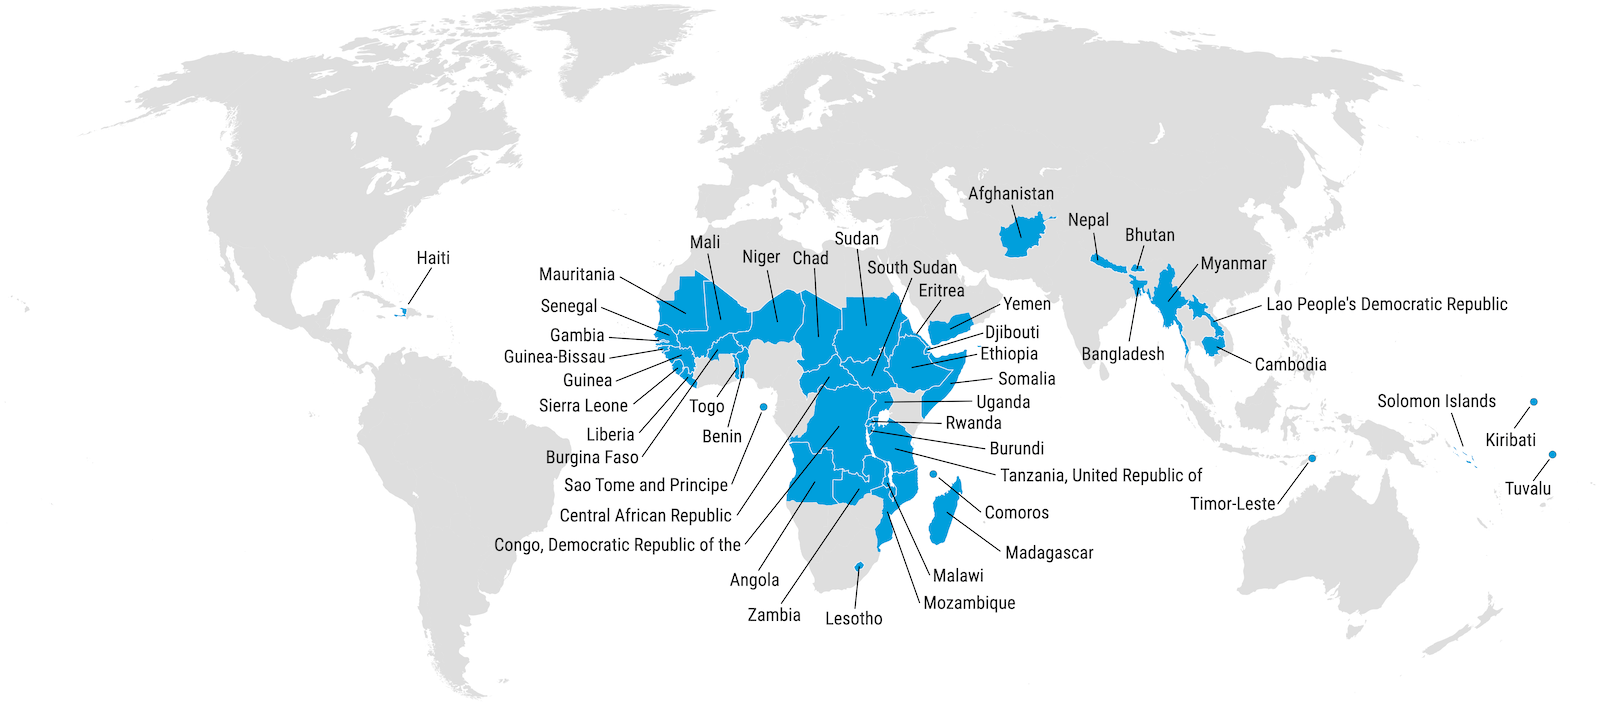 Afghanistan
Nepal
Bhutan
Myanmar
Sudan
Mali
Niger
Chad
South Sudan
Haiti
Mauritania
Eritrea
Yemen
Lao People's Democratic Republic
Senegal
Djibouti
Gambia
Guinea-Bissau
Ethiopia
Bangladesh
Cambodia
Guinea
Somalia
Sierra Leone
Togo
Uganda
Solomon Islands
Rwanda
Liberia
Benin
Kiribati
Burundi
Burgina Faso
Tanzania, United Republic of
Sao Tome and Principe
Tuvalu
Timor-Leste
Central African Republic
Comoros
Congo, Democratic Republic of the
Madagascar
Angola
Malawi
Mozambique
Zambia
Lesotho